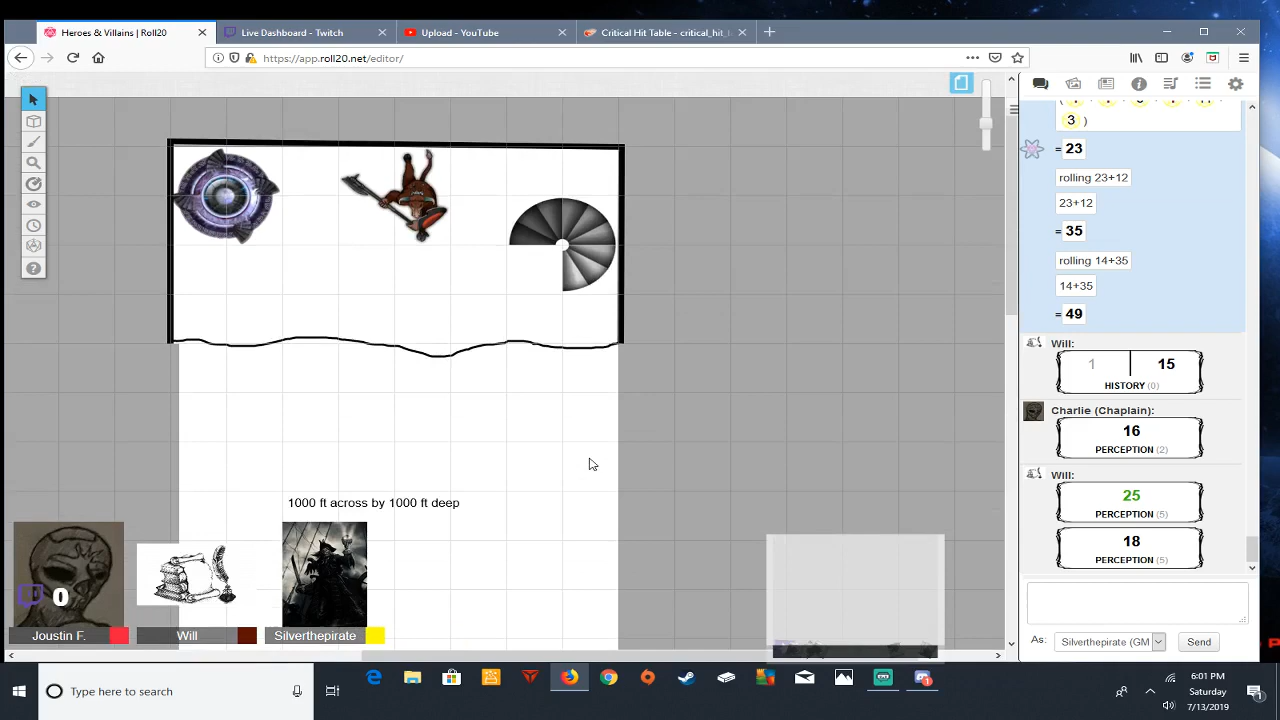 Heroes & Villains | Roll20
Live Dashboard - Twitch
Upload - YouTube
Critical Hit Table - critical_hit_
https://app.roll20.net/editor/
3 )
= 23
rolling 23+12
23+12
= 35
rolling 14+35
14+35
= 49
Will:
1 15
HISTORY (0)
Charlie (Chaplain):
16
PERCEPTION (2)
Will:
25
PERCEPTION (5)
18
PERCEPTION (5)
1000 ft across by 1000 ft deep
0
Joustin F.
Will
Silverthepirate
As:
Silverthepirate (GM
Send
Type here to search
6:01 PM
Saturday
7/13/2019